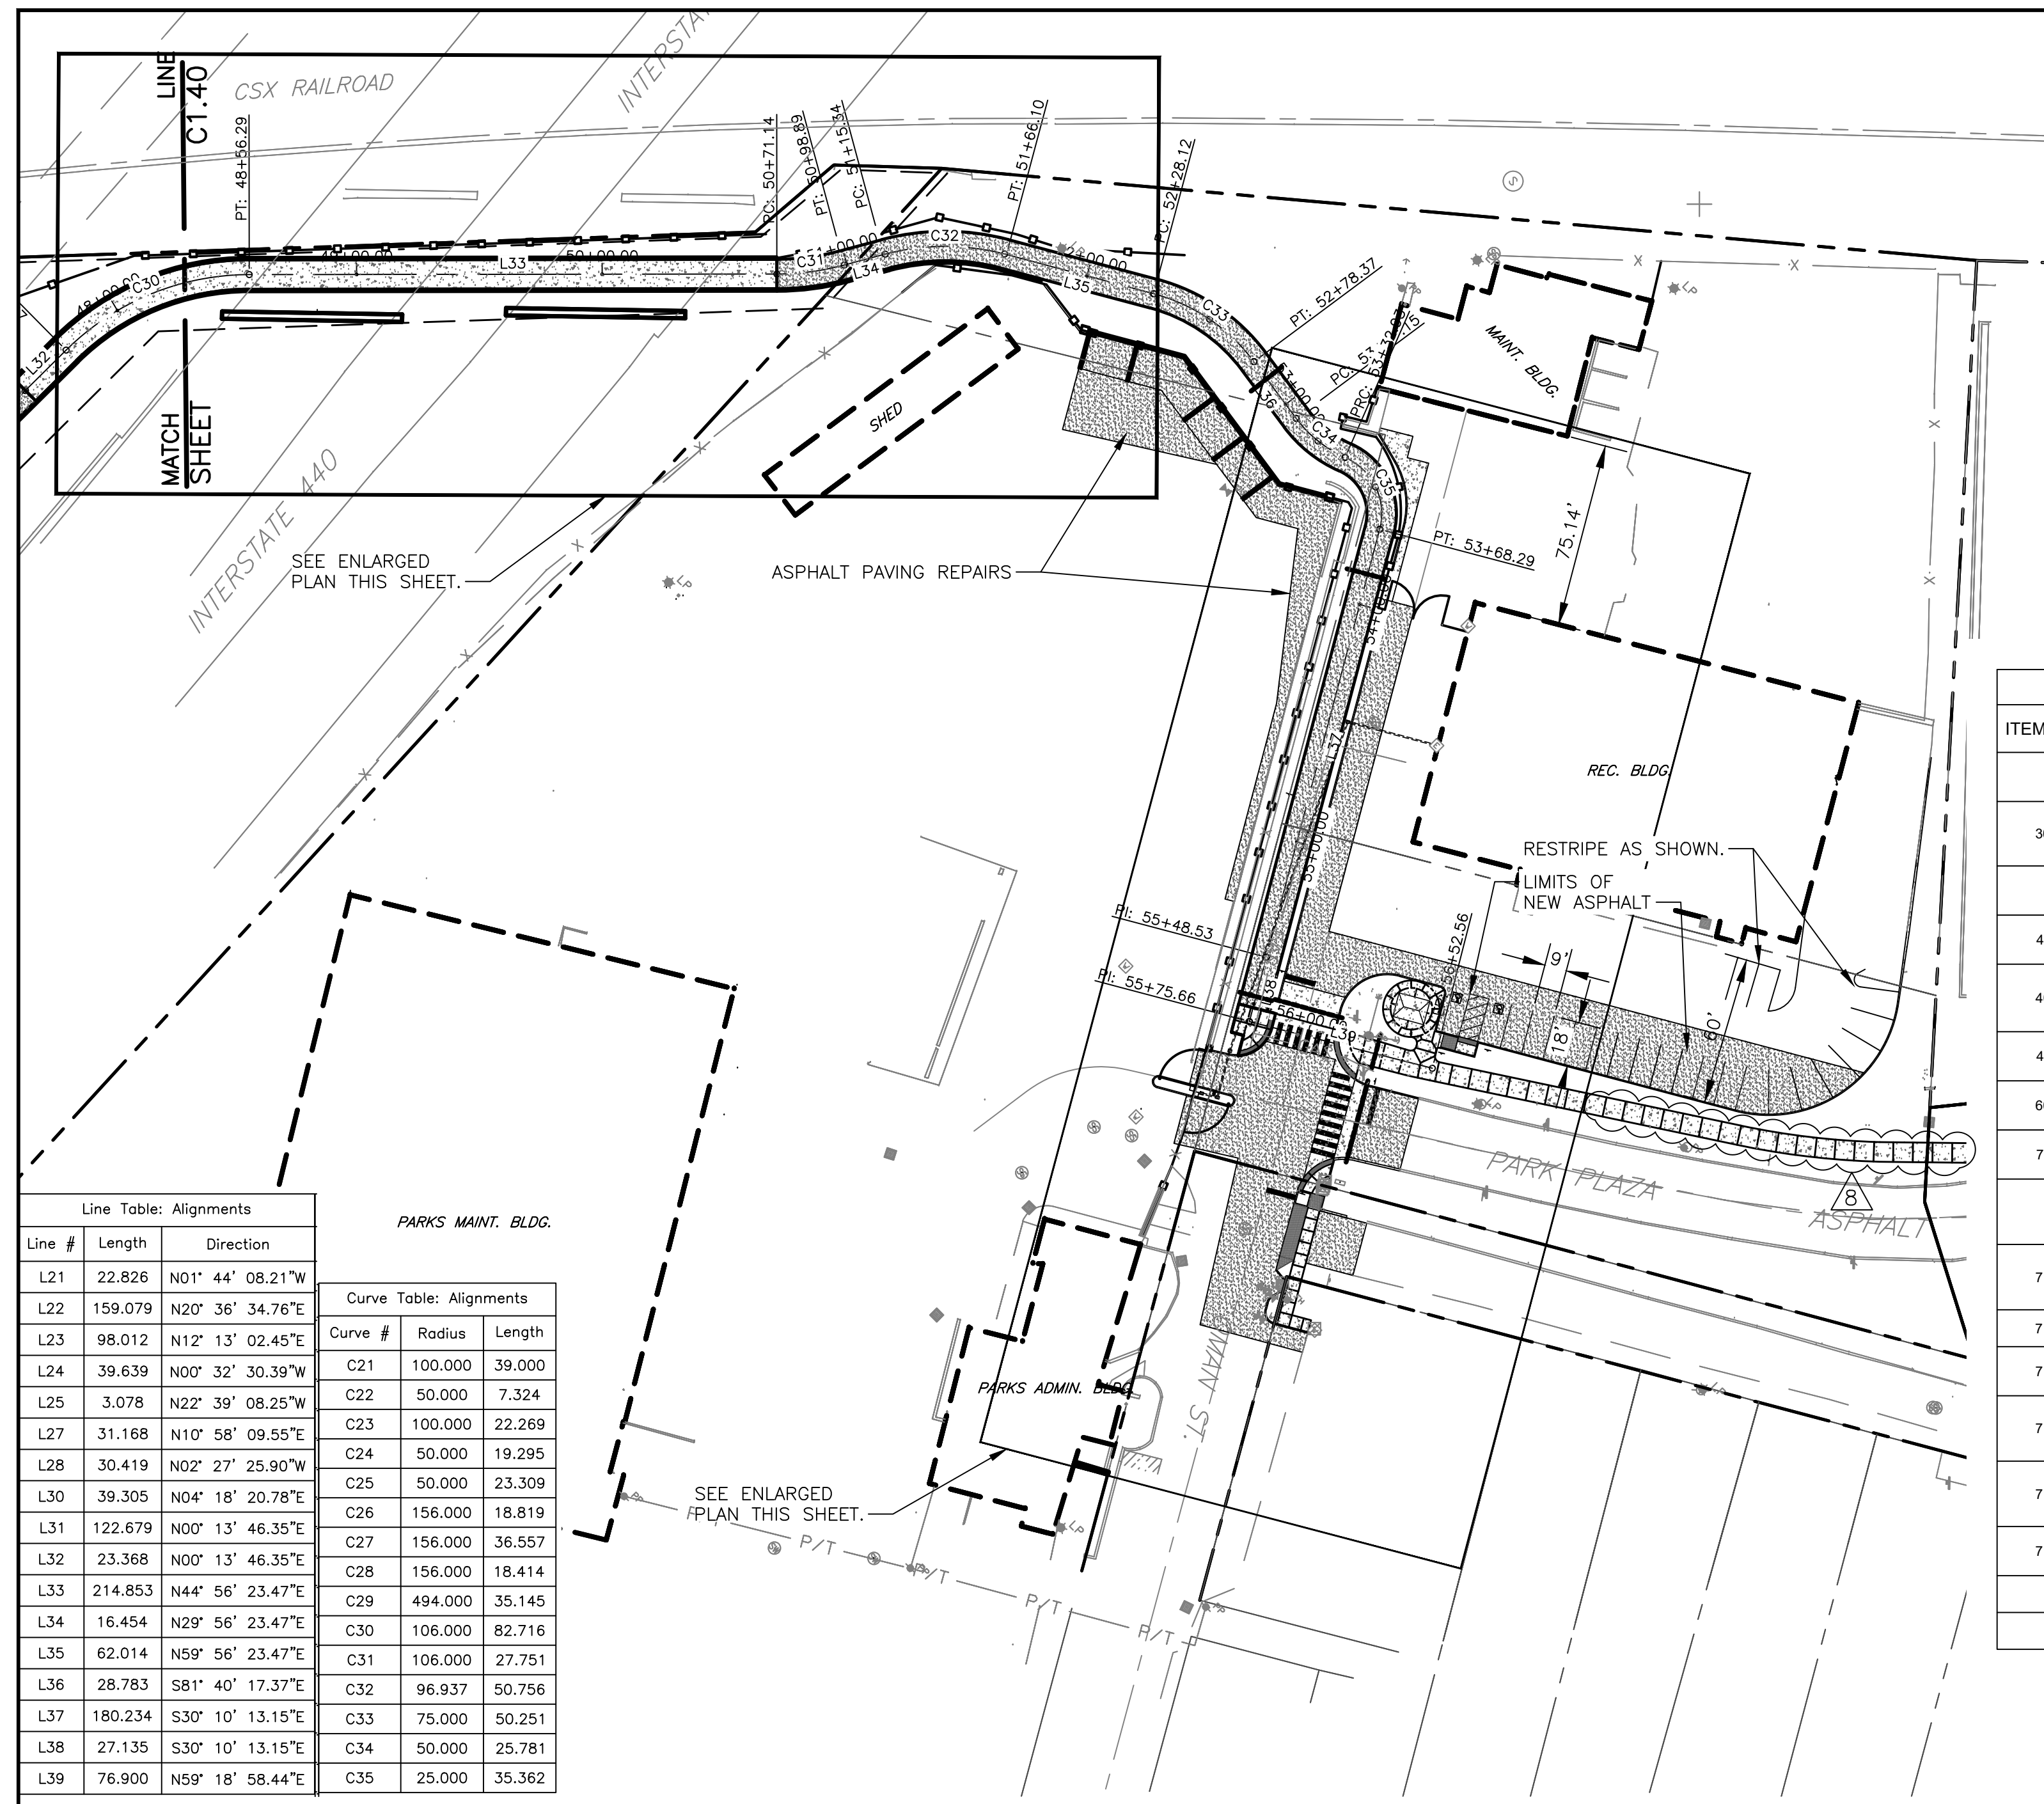 MATCH LINE
SHEET C1.40
CSX RAILROAD
INTERSTATE 440
PT: 48+56.29
PC: 50+71.14
PT: 50+98.89
PC: 51+15.34
PT: 51+66.10
PC: 52+28.12
PT: 52+78.37
PRC: 53+32.93
PT: 53+68.29
L32
C30
L33
C31
L34
C32
L35
C33
L36
C34
C35
SHED
MAINT. BLDG.
75.14'
SEE ENLARGED
PLAN THIS SHEET.
ASPHALT PAVING REPAIRS
REC. BLDG.
L37
55+00.00
RESTRIPE AS SHOWN.
LIMITS OF
NEW ASPHALT
PI: 55+48.53
PI: 55+75.66
56+52.56
L38
L39
9'
18'
60'
PARK PLAZA
ASPHALT
8
MAIN ST.
PARKS MAINT. BLDG.
PARKS ADMIN. BLDG.
SEE ENLARGED
PLAN THIS SHEET.
P/T
P/T
P/T
P/T
ITEM
Line Table: Alignments
Line # Length Direction
L21 22.826 N01° 44' 08.21"W
L22 159.079 N20° 36' 34.76"E
L23 98.012 N12° 13' 02.45"E
L24 39.639 N00° 32' 30.39"W
L25 3.078 N22° 39' 08.25"W
L27 31.168 N10° 58' 09.55"E
L28 30.419 N02° 27' 25.90"W
L30 39.305 N04° 18' 20.78"E
L31 122.679 N00° 13' 46.35"E
L32 23.368 N00° 13' 46.35"E
L33 214.853 N44° 56' 23.47"E
L34 16.454 N29° 56' 23.47"E
L35 62.014 N59° 56' 23.47"E
L36 28.783 S81° 40' 17.37"E
L37 180.234 S30° 10' 13.15"E
L38 27.135 S30° 10' 13.15"E
L39 76.900 N59° 18' 58.44"E
Curve Table: Alignments
Curve # Radius Length
C21 100.000 39.000
C22 50.000 7.324
C23 100.000 22.269
C24 50.000 19.295
C25 50.000 23.309
C26 156.000 18.819
C27 156.000 36.557
C28 156.000 18.414
C29 494.000 35.145
C30 106.000 82.716
C31 106.000 27.751
C32 96.937 50.756
C33 75.000 50.251
C34 50.000 25.781
C35 25.000 35.362